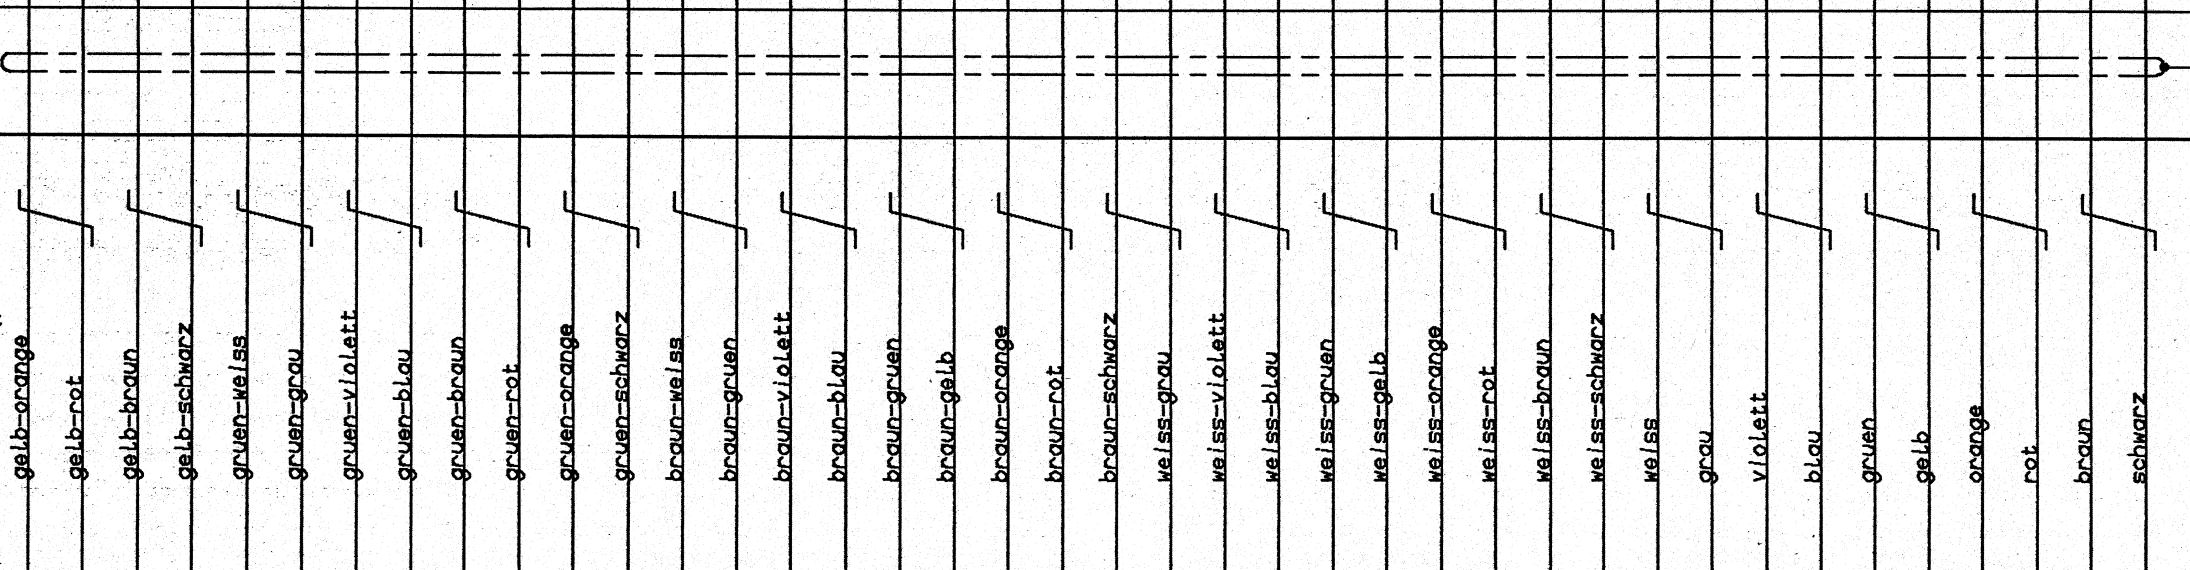 gelb-orange
gelb-rot
gelb-braun
gelb-schwarz
gruen-weiss
gruen-grau
gruen-violett
gruen-blau
gruen-braun
gruen-rot
gruen-orange
gruen-schwarz
braun-weiss
braun-gruen
braun-violett
braun-blau
braun-gruen
braun-gelb
braun-orange
braun-rot
braun-schwarz
weiss-grau
weiss-violett
weiss-blau
weiss-gruen
weiss-gelb
weiss-orange
weiss-rot
weiss-braun
weiss-schwarz
weiss
grau
violett
blau
gruen
gelb
orange
rot
braun
schwarz